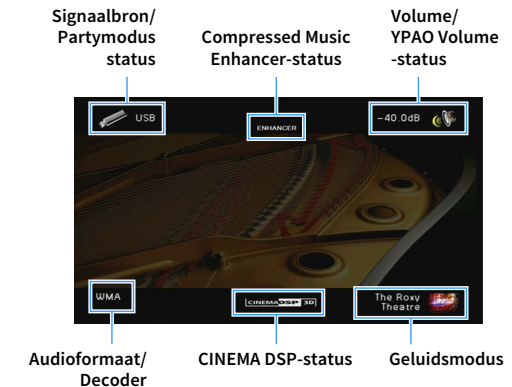 Signaalbron/
Partymodus
status
Compressed Music
Enhancer-status
Volume/
YPAO Volume
-status
USB
ENHANCER
-40.0dB
WMA
CINEMA DSP 3D
The Roxy
Theatre
Audioformaat/
Decoder
CINEMA DSP-status
Geluidsmodus